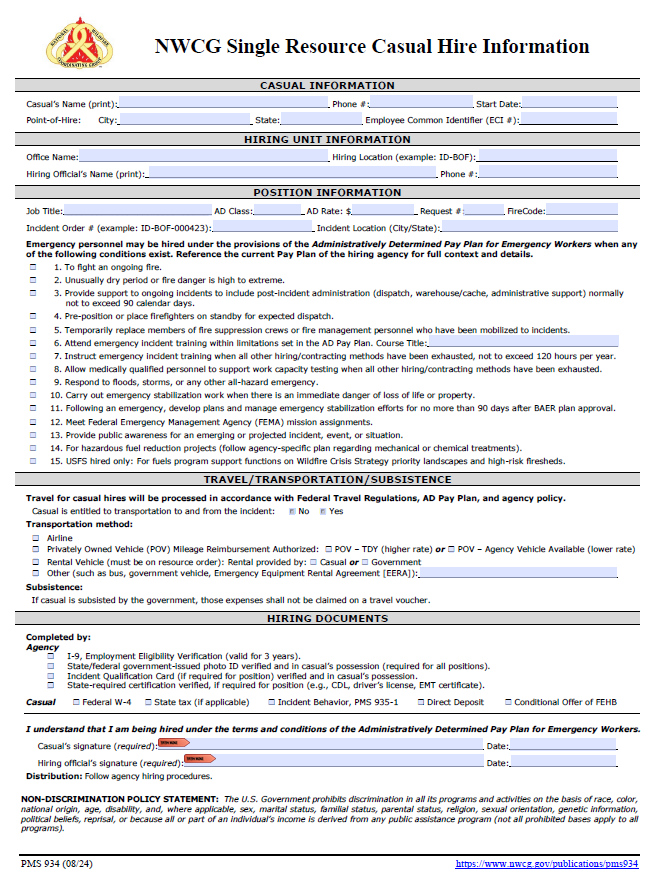 NATIONAL WILDFIRE
COORDINATING GROUP
NWCG Single Resource Casual Hire Information
CASUAL INFORMATION
Casual's Name (print): Phone #: Start Date:
Point-of-Hire: City: State: Employee Common Identifier (ECI #):
HIRING UNIT INFORMATION
Office Name: Hiring Location (example: ID-BOF):
Hiring Official's Name (print): Phone #:
POSITION INFORMATION
Job Title: AD Class: AD Rate: $ Request #: FireCode:
Incident Order # (example: ID-BOF-000423): Incident Location (City/State):
Emergency personnel may be hired under the provisions of the Administratively Determined Pay Plan for Emergency Workers when any
of the following conditions exist. Reference the current Pay Plan of the hiring agency for full context and details.
1. To fight an ongoing fire.
2. Unusually dry period or fire danger is high to extreme.
3. Provide support to ongoing incidents to include post-incident administration (dispatch, warehouse/cache, administrative support) normally
not to exceed 90 calendar days.
4. Pre-position or place firefighters on standby for expected dispatch.
5. Temporarily replace members of fire suppression crews or fire management personnel who have been mobilized to incidents.
6. Attend emergency incident training within limitations set in the AD Pay Plan. Course Title:
7. Instruct emergency incident training when all other hiring/contracting methods have been exhausted, not to exceed 120 hours per year.
8. Allow medically qualified personnel to support work capacity testing when all other hiring/contracting methods have been exhausted.
9. Respond to floods, storms, or any other all-hazard emergency.
10. Carry out emergency stabilization work when there is an immediate danger of loss of life or property.
11. Following an emergency, develop plans and manage emergency stabilization efforts for no more than 90 days after BAER plan approval.
12. Meet Federal Emergency Management Agency (FEMA) mission assignments.
13. Provide public awareness for an emerging or projected incident, event, or situation.
14. For hazardous fuel reduction projects (follow agency-specific plan regarding mechanical or chemical treatments).
15. USFS hired only: For fuels program support functions on Wildfire Crisis Strategy priority landscapes and high-risk firesheds.
TRAVEL/TRANSPORTATION/SUBSISTENCE
Travel for casual hires will be processed in accordance with Federal Travel Regulations, AD Pay Plan, and agency policy.
Casual is entitled to transportation to and from the incident: No Yes
Transportation method:
Airline
Privately Owned Vehicle (POV) Mileage Reimbursement Authorized: POV – TDY (higher rate) or POV – Agency Vehicle Available (lower rate)
Rental Vehicle (must be on resource order): Rental provided by: Casual or Government
Other (such as bus, government vehicle, Emergency Equipment Rental Agreement [EERA]):
Subsistence:
If casual is subsisted by the government, those expenses shall not be claimed on a travel voucher.
HIRING DOCUMENTS
Completed by:
Agency
I-9, Employment Eligibility Verification (valid for 3 years).
State/federal government-issued photo ID verified and in casual's possession (required for all positions).
Incident Qualification Card (if required for position) verified and in casual's possession.
State-required certification verified, if required for position (e.g., CDL, driver's license, EMT certificate).
Casual Federal W-4 State tax (if applicable) Incident Behavior, PMS 935-1 Direct Deposit Conditional Offer of FEHB
I understand that I am being hired under the terms and conditions of the Administratively Determined Pay Plan for Emergency Workers.
Casual's signature (required): Date:
Hiring official's signature (required): Date:
Distribution: Follow agency hiring procedures.
NON-DISCRIMINATION POLICY STATEMENT: The U.S. Government prohibits discrimination in all its programs and activities on the basis of race, color,
national origin, age, disability, and, where applicable, sex, marital status, familial status, parental status, religion, sexual orientation, genetic information,
political beliefs, reprisal, or because all or part of an individual's income is derived from any public assistance program (not all prohibited bases apply to all
programs).
PMS 934 (08/24) https://www.nwcg.gov/publications/pms934